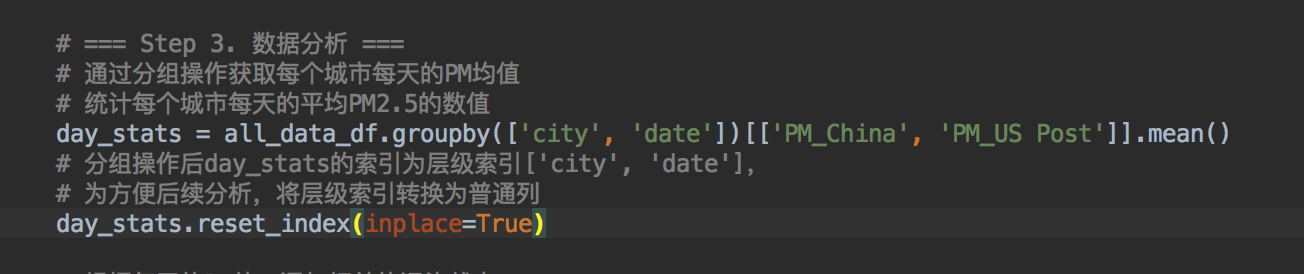 # === Step 3. 数据分析 ===
# 通过分组操作获取每个城市每天的PM均值
# 统计每个城市每天的平均PM2.5的数值
day_stats = all_data_df.groupby(['city', 'date'])[['PM_China', 'PM_US Post']].mean()
# 分组操作后day_stats的索引为层级索引['city', 'date'],
# 为方便后续分析，将层级索引转换为普通列
day_stats.reset_index(inplace=True)